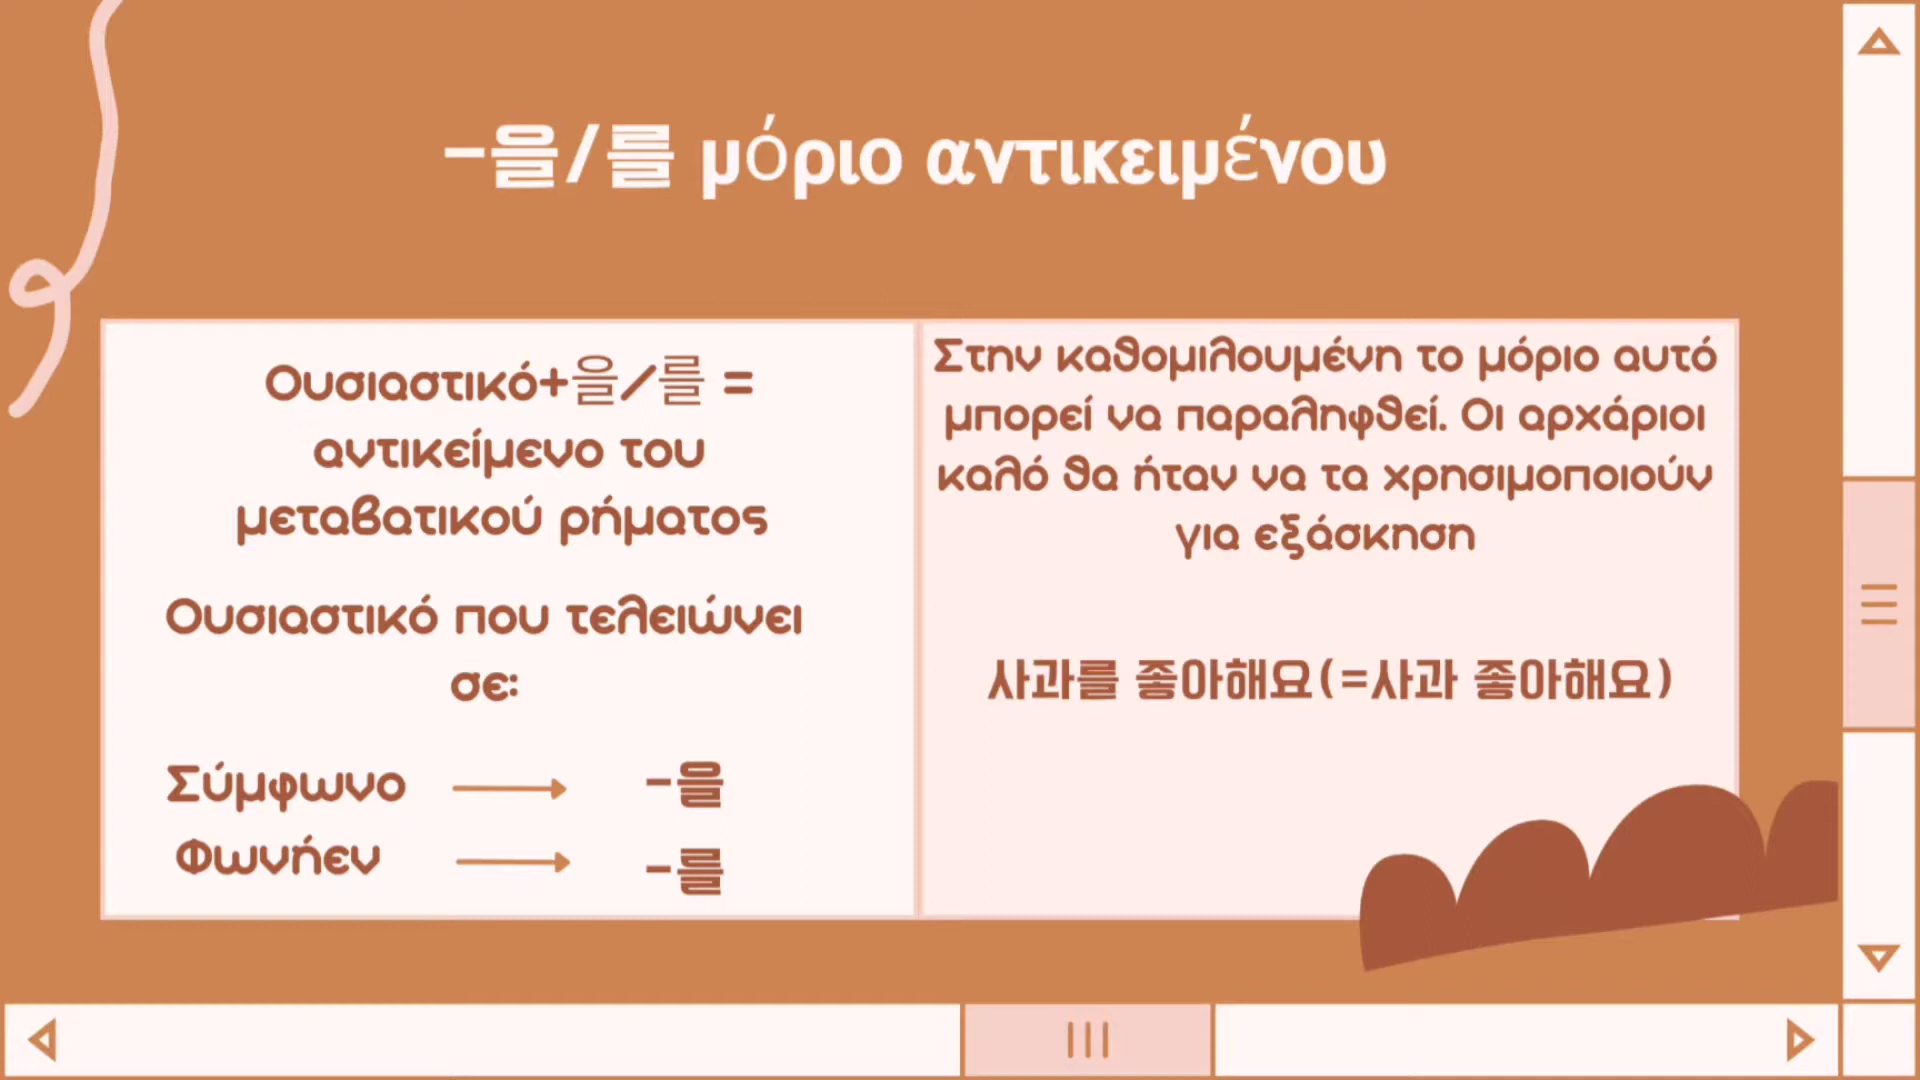 -을/를 μόριο αντικειμένου
Ουσιαστικό+을/를 =
αντικείμενο του
μεταβατικού ρήματος
Ουσιαστικό που τελειώνει
σε:
Σύμφωνο → -을
Φωνήεν → -를
Στην καθομιλουμένη το μόριο αυτό
μπορεί να παραληφθεί. Οι αρχάριοι
καλό θα ήταν να τα χρησιμοποιούν
για εξάσκηση
사과를 좋아해요(=사과 좋아해요)